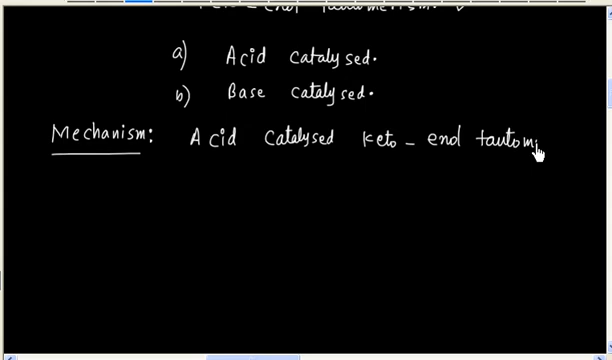 a) Acid Catalysed.
b) Base Catalysed.
Mechanism: Acid Catalysed Keto - enol tautom